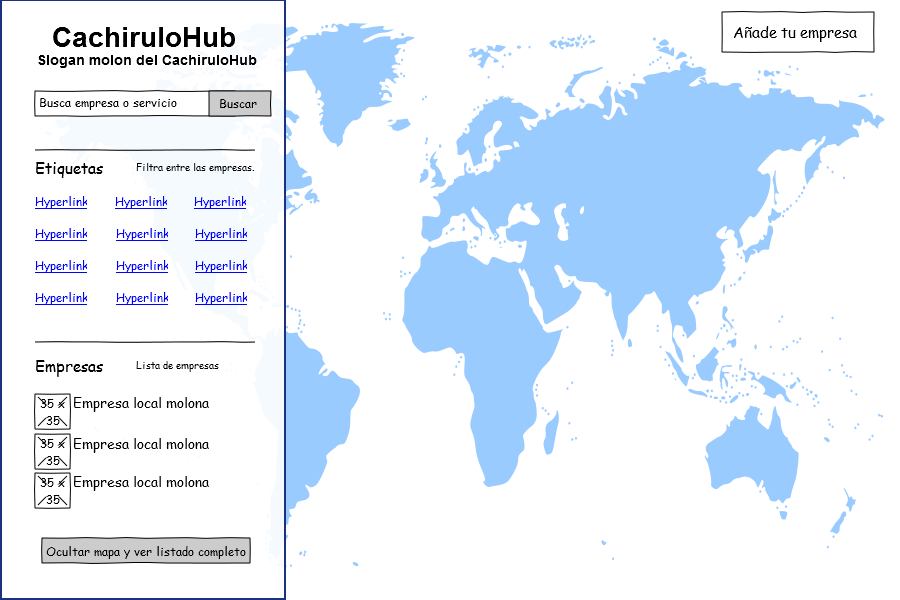 CachiruloHub
Slogan molon del CachiruloHub
Añade tu empresa
Busca empresa o servicio Buscar
Etiquetas Filtra entre las empresas.
Hyperlink Hyperlink Hyperlink
Hyperlink Hyperlink Hyperlink
Hyperlink Hyperlink Hyperlink
Hyperlink Hyperlink Hyperlink
Empresas Lista de empresas
35 x
35
Empresa local molona
35 x
35
Empresa local molona
35 x
35
Empresa local molona
Ocultar mapa y ver listado completo